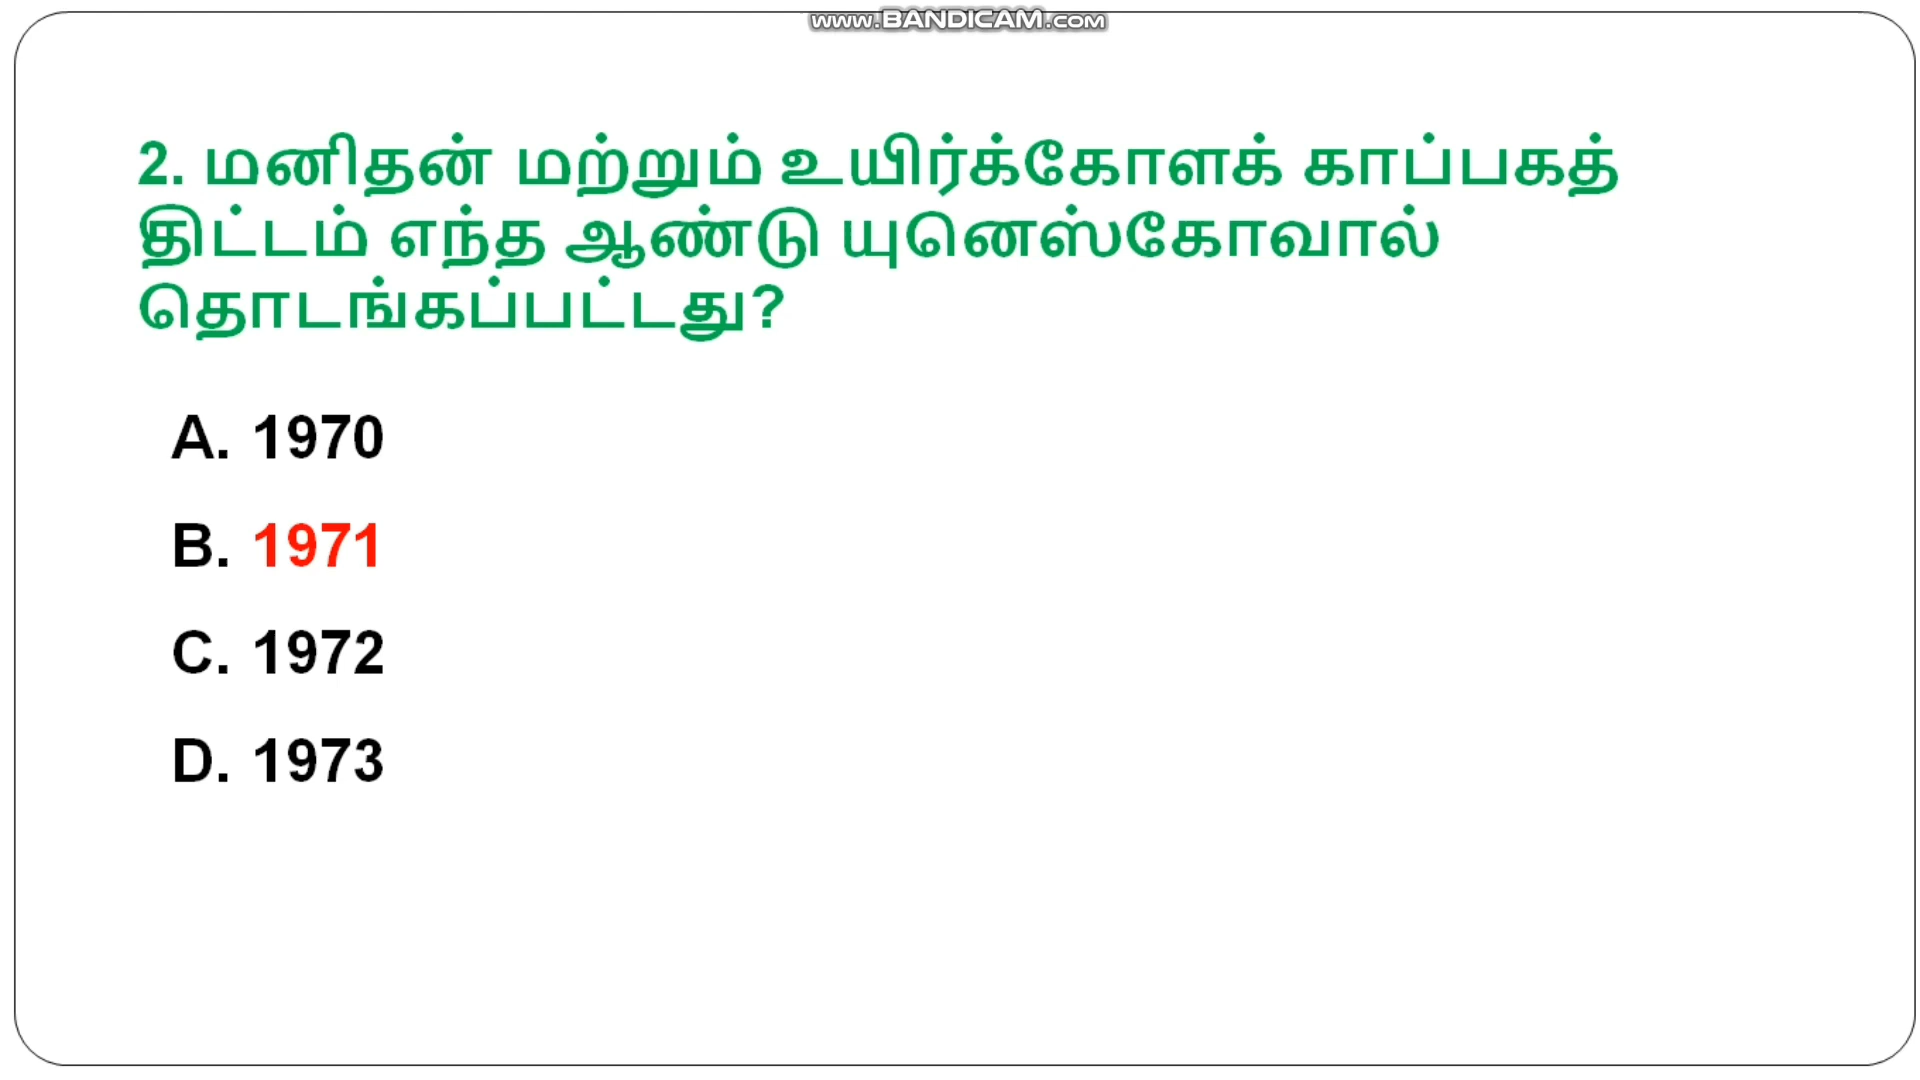 www.BANDICAM.com
2. மனிதன் மற்றும் உயிர்க்கோளக் காப்பகத்
திட்டம் எந்த ஆண்டு யுனெஸ்கோவால்
தொடங்கப்பட்டது?
A. 1970
B. 1971
C. 1972
D. 1973